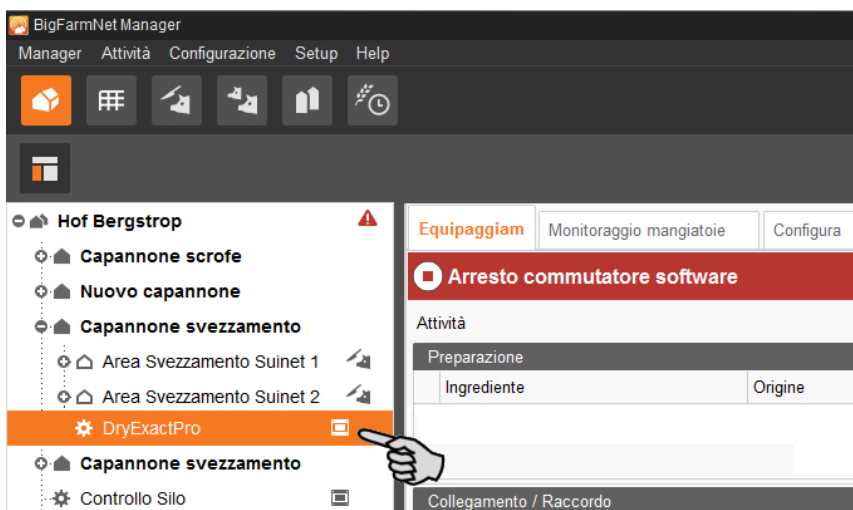 BigFarmNet Manager
Manager Attività Configurazione Setup Help
Hof Bergstrop
Capannone scrofe
Nuovo capannone
Capannone svezzamento
Area Svezzamento Suinet 1
Area Svezzamento Suinet 2
DryExactPro
Capannone svezzamento
Controllo Silo
Equipaggiam Monitoraggio mangiatoie Configura
Arresto commutatore software
Attività
Preparazione
Ingrediente Origine
Collegamento / Raccordo